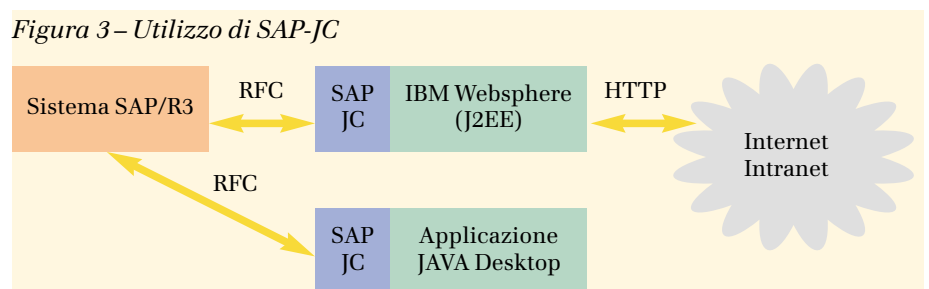 Figura 3 – Utilizzo di SAP-JC
Sistema SAP/R3
RFC
SAP
JC
IBM Websphere
(J2EE)
HTTP
Internet
Intranet
RFC
SAP
JC
Applicazione
JAVA Desktop